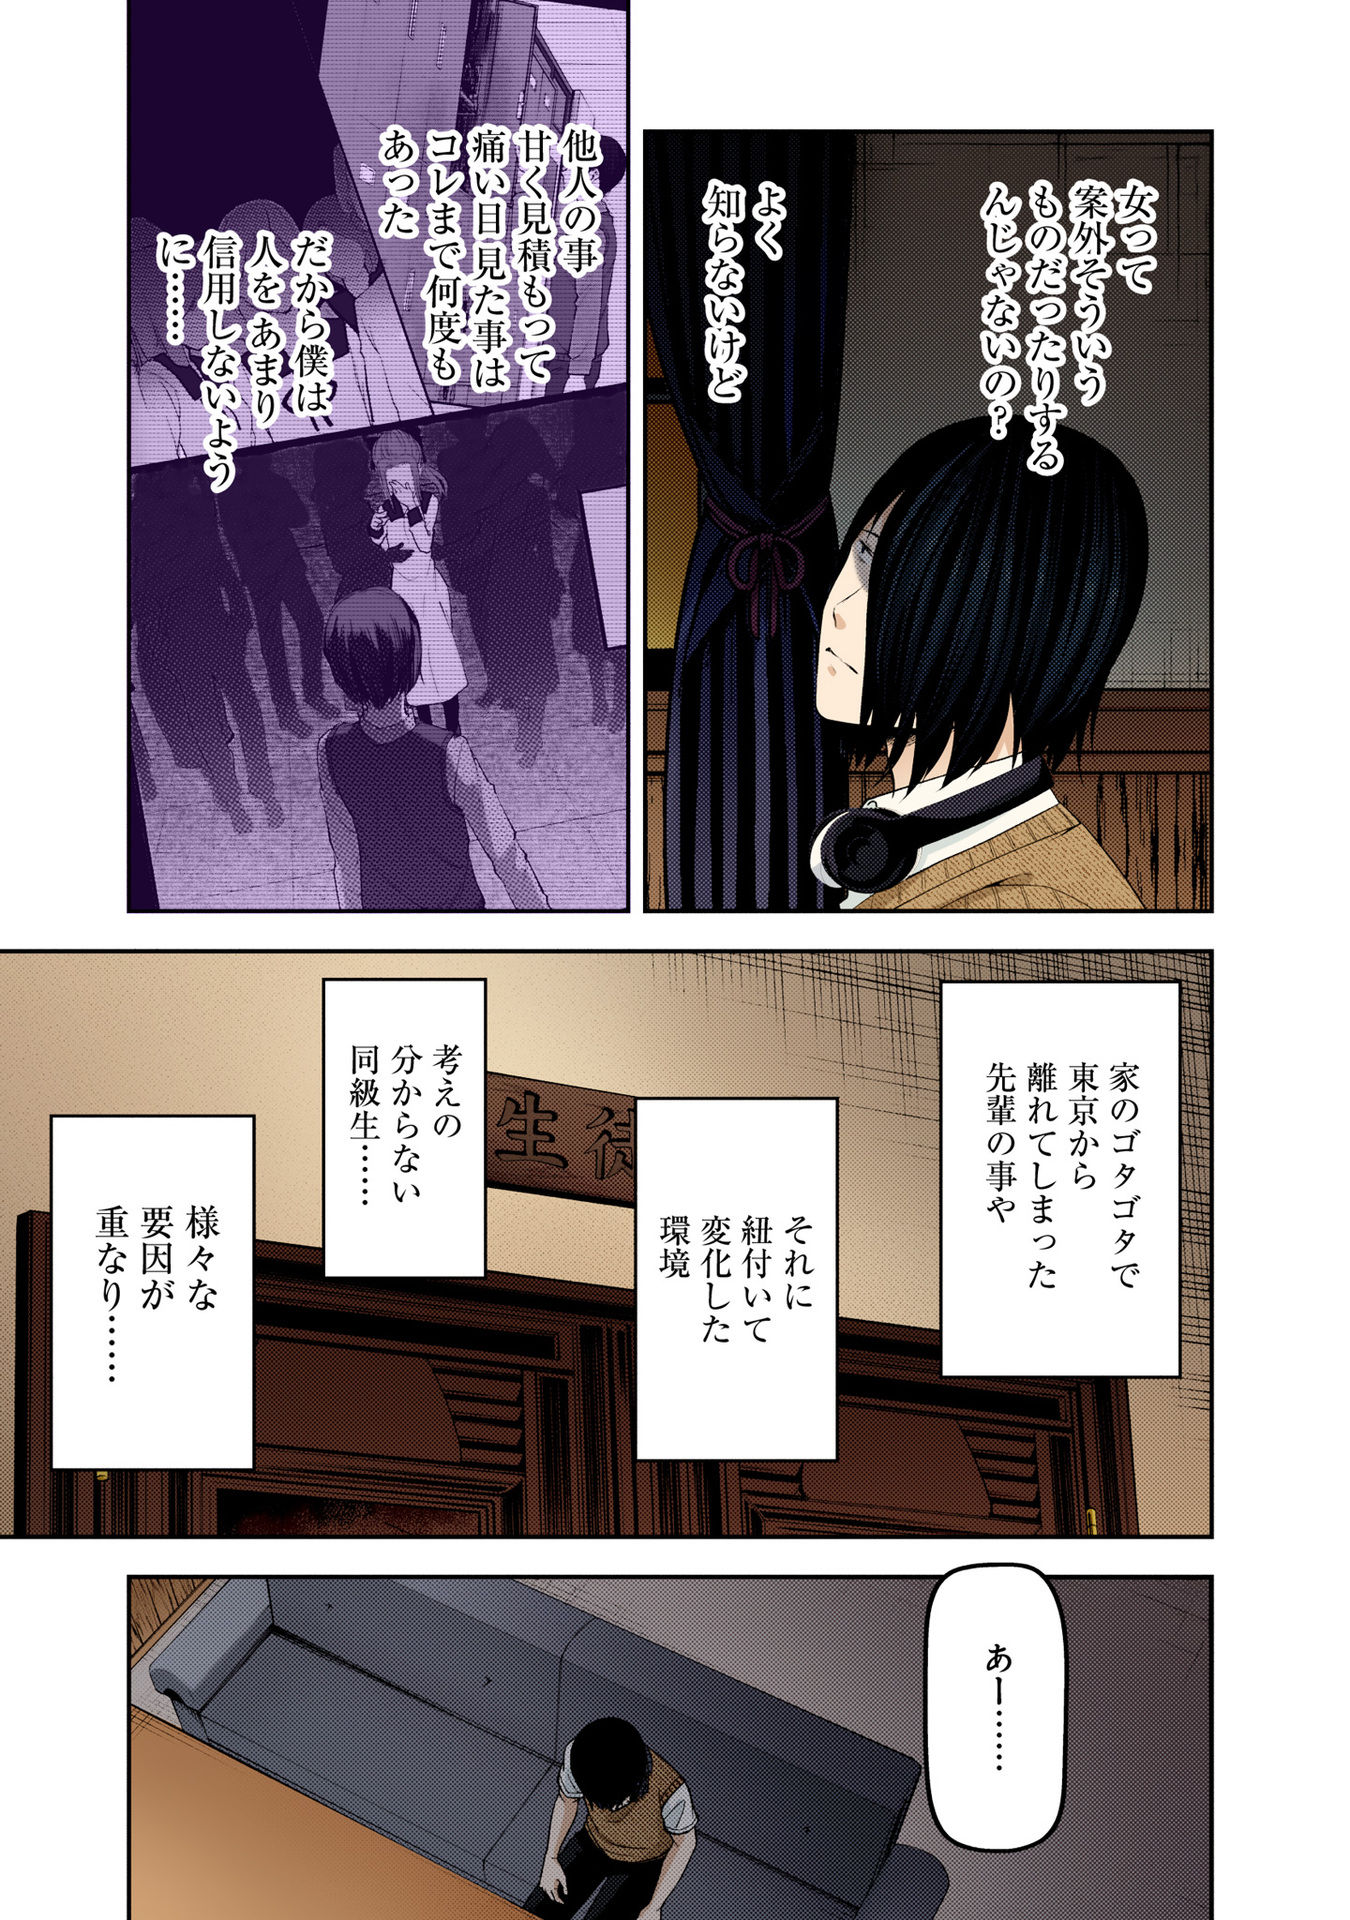 女って
案外そういう
ものだったりする
んじゃないの?
よく
知らないけど
他人の事
甘く見積もって
痛い目見た事は
コレまで何度も
あった
だから僕は
人をあまり
信用しないよう
に……
家のゴタゴタで
東京から
離れてしまった
先輩の事や
それに
紐付いて
変化した
環境
考えの
分からない
同級生……
様々な
要因が
重なり……
生徒
あー……